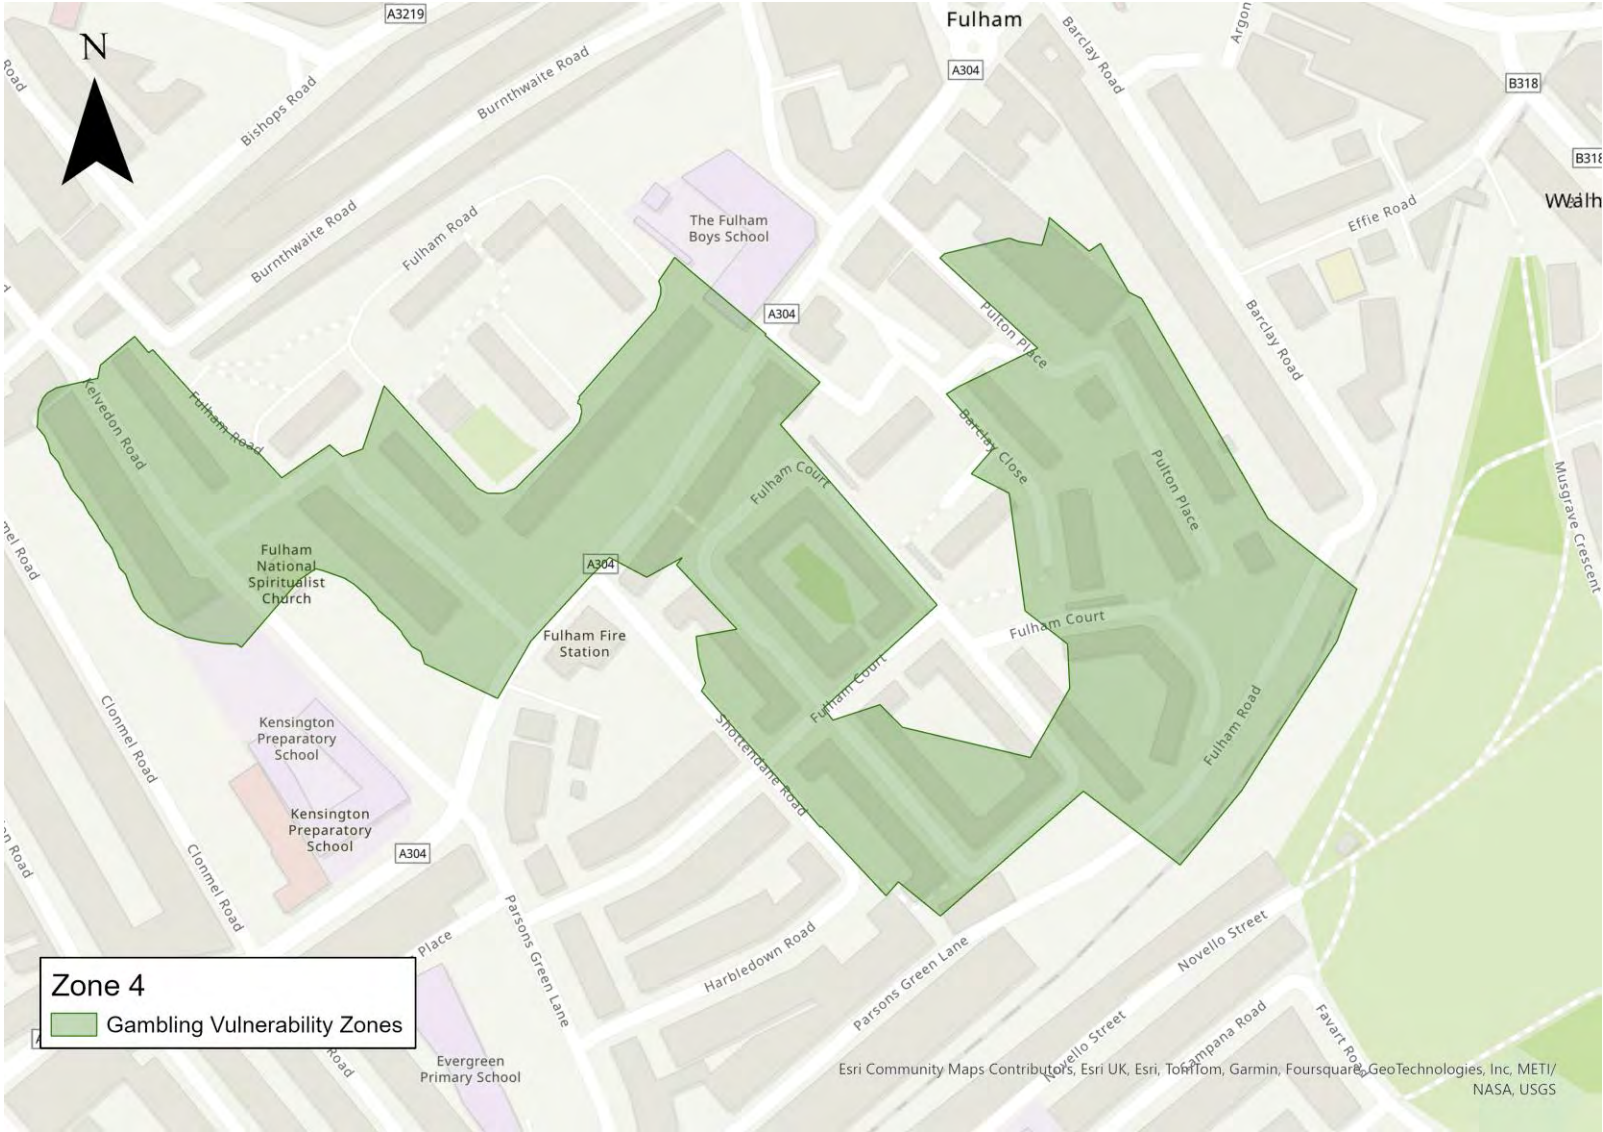 A3219
Fulham
Argon
Barclay Road
A304
B318
Road
N
Burnthwaite Road
Bishops Road
B318
Effie Road
Burnthwaite Road
Fulham Road
The Fulham
Boys School
A304
Pulton Place
Barclay Road
Kelvedon Road
Fulham Road
Barclay Close
Pulton Place
Fulham Court
Musgrave Crescent
Fulham
National
Spiritualist
Church
A304
Fulham Fire
Station
Fulham Court
Fulham Court
Fulham Road
Shottendane Road
Clonmel Road
Kensington
Preparatory
School
Kensington
Preparatory
School
A304
Clonmel Road
Parsons Green Lane
Place
Harbledown Road
Parsons Green Lane
Novello Street
Novello Street
Campana Road
Favart Road
Road
Evergreen
Primary School
Zone 4
Gambling Vulnerability Zones
Esri Community Maps Contributors, Esri UK, Esri, TomTom, Garmin, Foursquare, GeoTechnologies, Inc, METI/
NASA, USGS